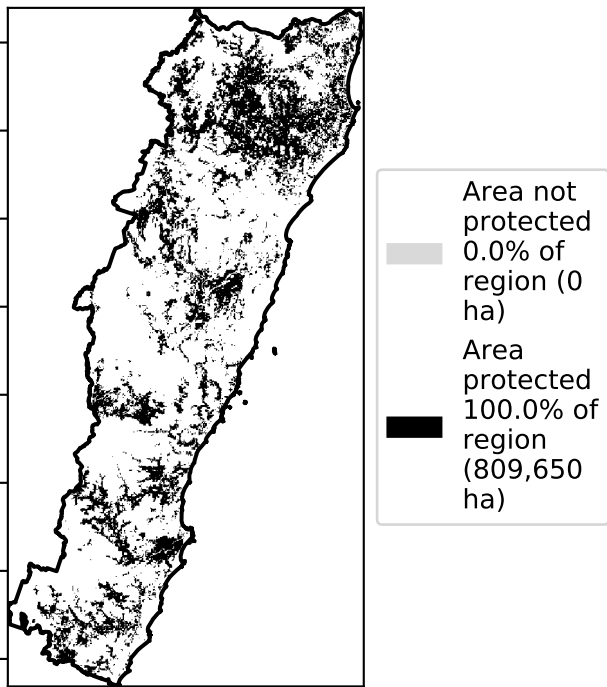 Area not
protected
0.0% of
region (0
ha)
Area
protected
100.0% of
region
(809,650
ha)